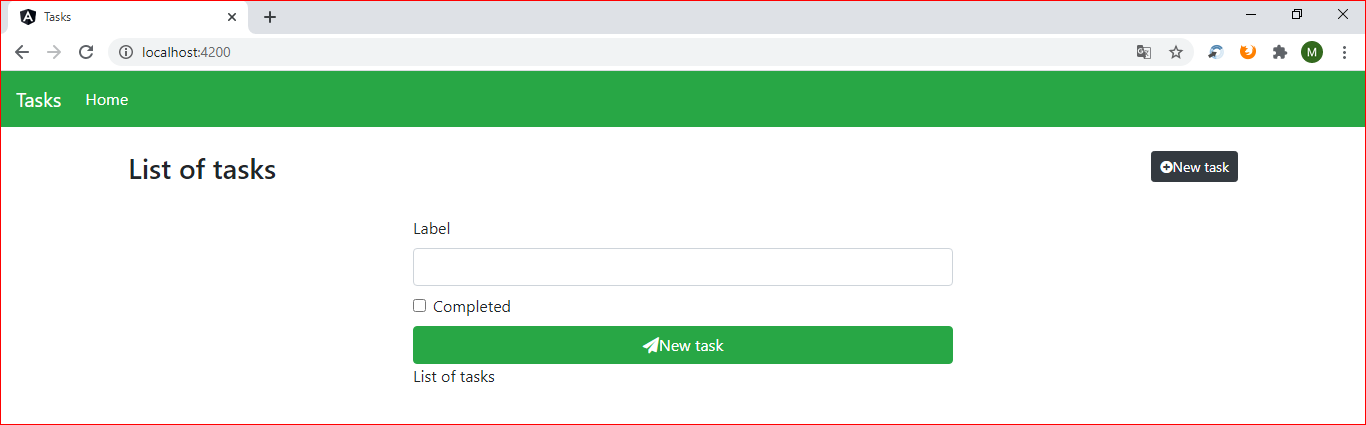 Tasks
localhost:4200
M
Tasks Home
List of tasks
New task
Label
Completed
New task
List of tasks